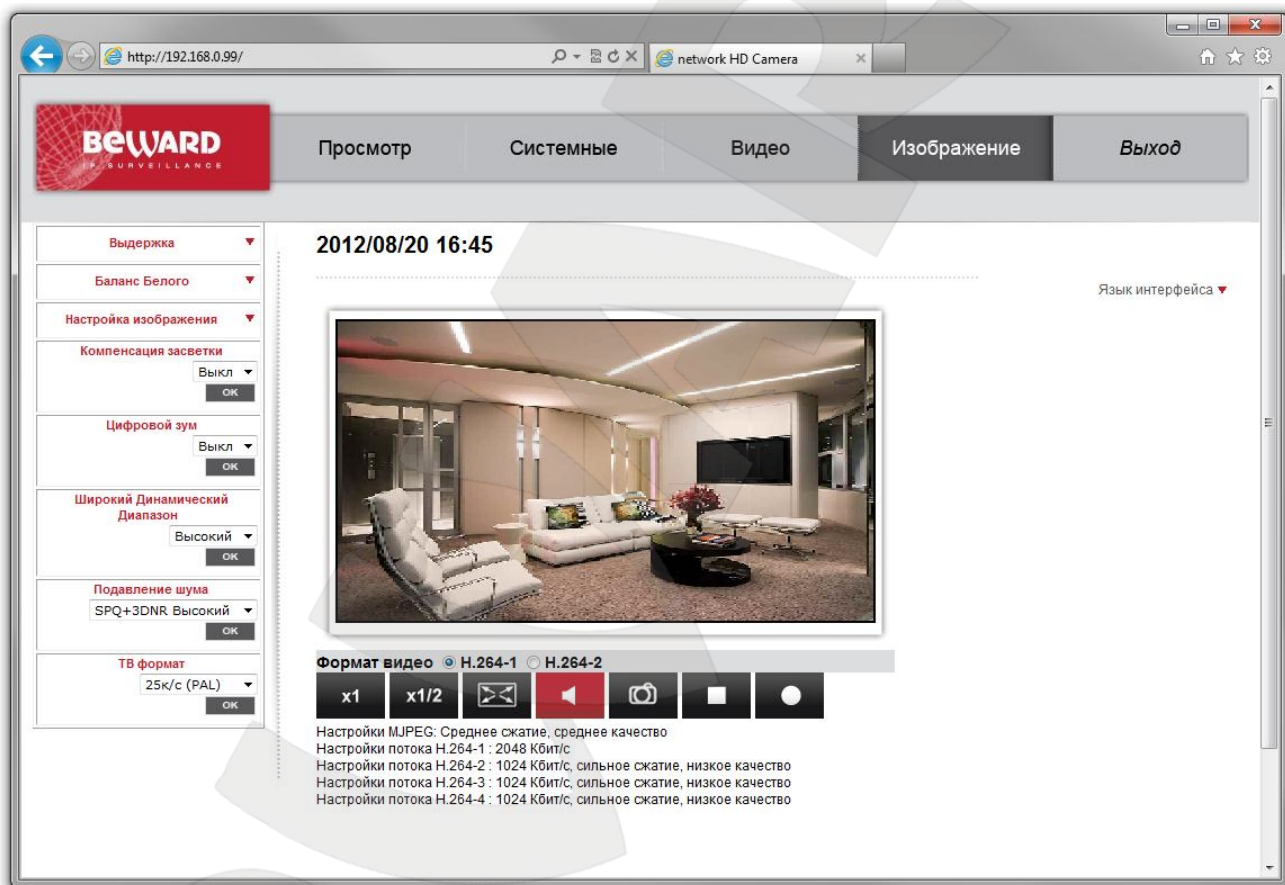 http://192.168.0.99/
network HD Camera
BEWARD
IP SURVEILLANCE
Просмотр
Системные
Видео
Изображение
Выход
Выдержка
Баланс Белого
Настройка изображения
Компенсация засветки
Выкл
OK
Цифровой зум
Выкл
OK
Широкий Динамический
Диапазон
Высокий
OK
Подавление шума
SPQ+3DNR Высокий
OK
ТВ формат
25к/с (PAL)
OK
2012/08/20 16:45
Язык интерфейса
Формат видео H.264-1 H.264-2
x1
x1/2
Настройки MJPEG: Среднее сжатие, среднее качество
Настройки потока H.264-1 : 2048 Кбит/с
Настройки потока H.264-2 : 1024 Кбит/с, сильное сжатие, низкое качество
Настройки потока H.264-3 : 1024 Кбит/с, сильное сжатие, низкое качество
Настройки потока H.264-4 : 1024 Кбит/с, сильное сжатие, низкое качество